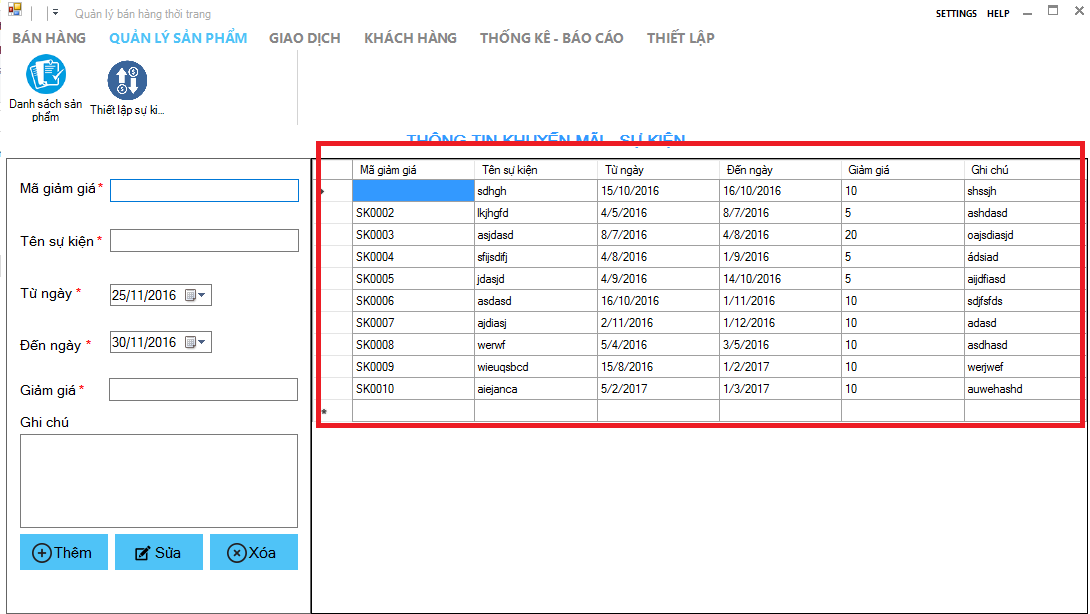 Quản lý bán hàng thời trang
SETTINGS HELP
BÁN HÀNG QUẢN LÝ SẢN PHẨM GIAO DỊCH KHÁCH HÀNG THỐNG KÊ - BÁO CÁO THIẾT LẬP
Danh sách sản phẩm
Thiết lập sự ki...
THÔNG TIN KHUYẾN MÃI - SỰ KIỆN
Mã giảm giá*
Tên sự kiện*
Từ ngày * 25/11/2016
Đến ngày * 30/11/2016
Giảm giá*
Ghi chú
Thêm Sửa Xóa
Mã giảm giá Tên sự kiện Từ ngày Đến ngày Giảm giá Ghi chú
sdhgh 15/10/2016 16/10/2016 10 shssjh
SK0002 lkjhgfd 4/5/2016 8/7/2016 5 ashdasd
SK0003 asjdasd 8/7/2016 4/8/2016 20 oajsdiasjd
SK0004 sfijsdifj 4/8/2016 1/9/2016 5 ádsiad
SK0005 jdasjd 4/9/2016 14/10/2016 5 aijdfiasd
SK0006 asdasd 16/10/2016 1/11/2016 10 sdjfsfds
SK0007 ajdiasj 2/11/2016 1/12/2016 10 adasd
SK0008 werwf 5/4/2016 3/5/2016 10 asdhasd
SK0009 wieuqsbcd 15/8/2016 1/2/2017 10 werjwef
SK0010 aiejanca 5/2/2017 1/3/2017 10 auwehashd
*